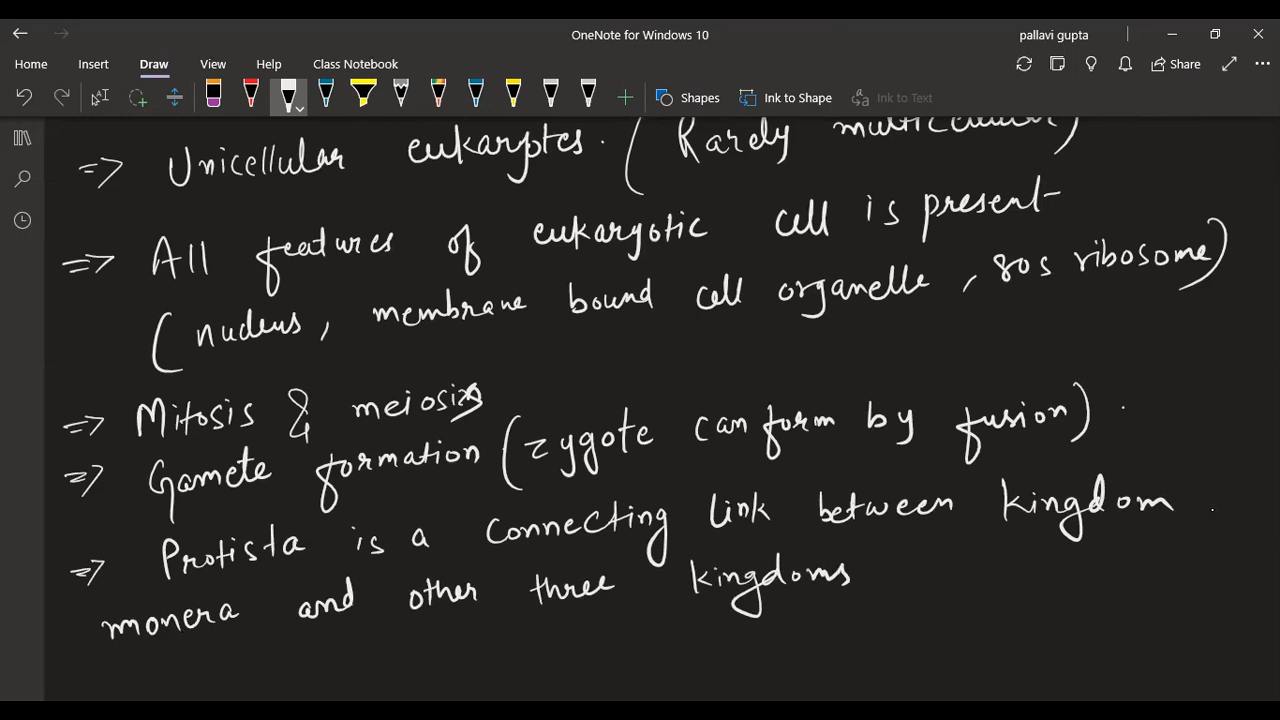 OneNote for Windows 10
pallavi gupta
Home Insert Draw View Help Class Notebook
Share
Shapes Ink to Shape Ink to Text
=> Unicellular eukaryotes. (Rarely multicellular)
=> All features of eukaryotic cell is present
(nucleus, membrane bound cell organelle, 80s ribosome)
=> Mitosis & meiosis
=> Gamete formation (zygote can form by fusion).
=> Protista is a connecting link between kingdom
monera and other three kingdoms